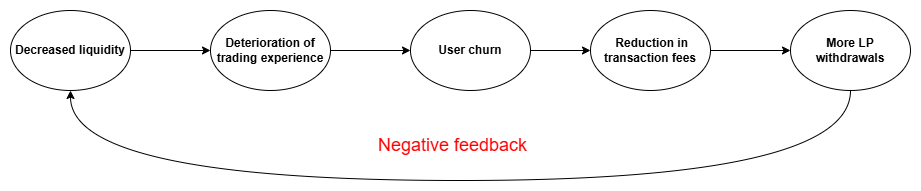 Decreased liquidity
Deterioration of
trading experience
User churn
Reduction in
transaction fees
More LP
withdrawals
Negative feedback